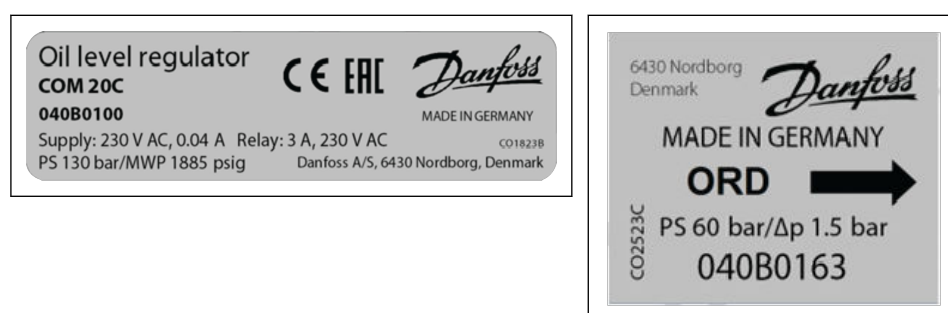 Oil level regulator
COM 20C
040B0100
CE EAC
Danfoss
MADE IN GERMANY
Supply: 230 V AC, 0.04 A Relay: 3 A, 230 V AC
CO1823B
PS 130 bar/MWP 1885 psig
Danfoss A/S, 6430 Nordborg, Denmark
6430 Nordborg
Denmark
Danfoss
MADE IN GERMANY
ORD
PS 60 bar/Δp 1.5 bar
CO2523C
040B0163